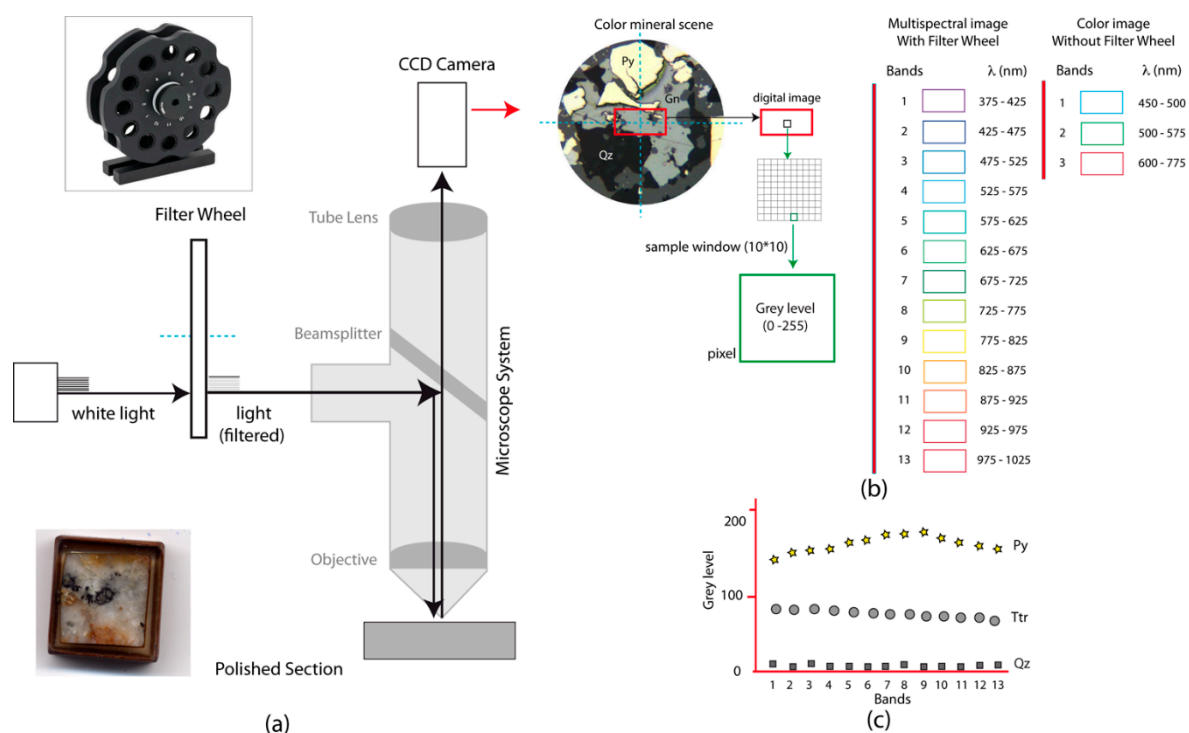 Filter Wheel
white light
light
(filtered)
CCD Camera
Tube Lens
Beamsplitter
Microscope System
Objective
Polished Section
(a)
Color mineral scene
Py
Gn
Qz
digital image
sample window (10*10)
Grey level
(0 -255)
pixel
Multispectral image
With Filter Wheel
Bands λ (nm)
1 375 - 425
2 425 - 475
3 475 - 525
4 525 - 575
5 575 - 625
6 625 - 675
7 675 - 725
8 725 - 775
9 775 - 825
10 825 - 875
11 875 - 925
12 925 - 975
13 975 - 1025
Color image
Without Filter Wheel
Bands λ (nm)
1 450 - 500
2 500 - 575
3 600 - 775
(b)
Grey level
200
100
0
Py
Ttr
Qz
1 2 3 4 5 6 7 8 9 10 11 12 13
Bands
(c)